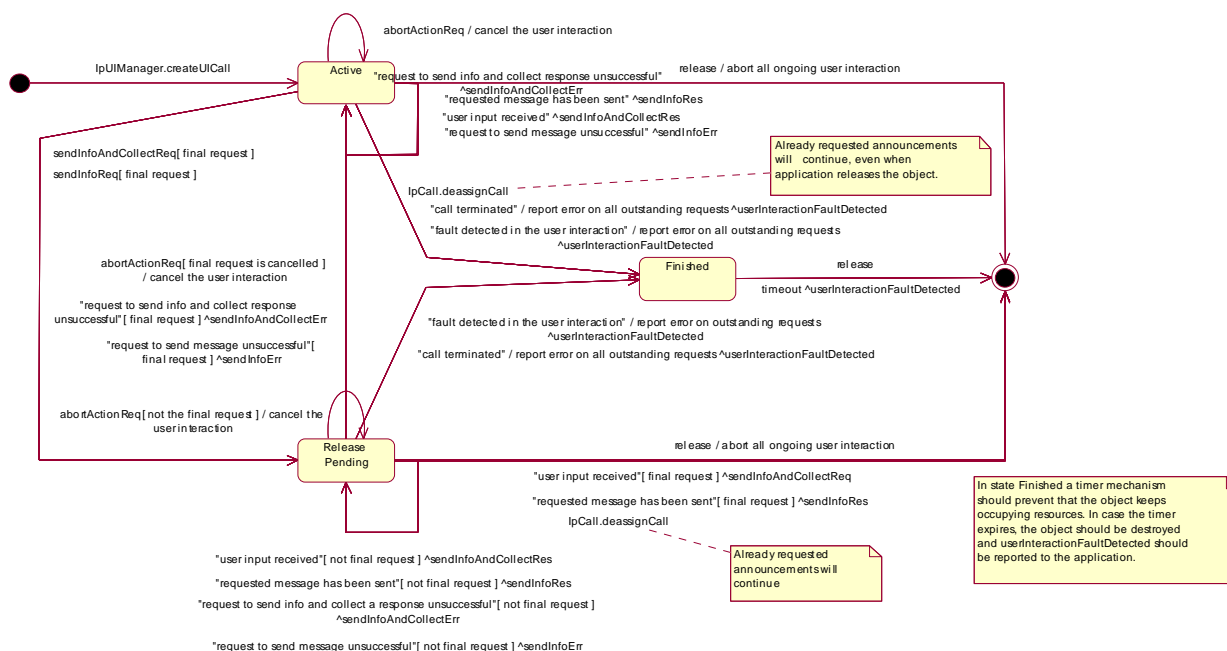 abortActionReq / cancel the user interaction
IpUIManager.createUICall
Active
"request to send info and collect response unsuccessful"
^sendInfoAndCollectErr
release / abort all ongoing user interaction
"requested message has been sent" ^sendInfoRes
"user input received" ^sendInfoAndCollectRes
"request to send message unsuccessful" ^sendInfoErr
sendInfoAndCollectReq[ final request ]
sendInfoReq[ final request ]
Already requested announcements
will continue, even when
application releases the object.
IpCall.deassignCall
"call terminated" / report error on all outstanding requests ^userInteractionFaultDetected
"fault detected in the user interaction" / report error on all outstanding requests
^userInteractionFaultDetected
abortActionReq[ final request is cancelled ]
/ cancel the user interaction
Finished
release
timeout ^userInteractionFaultDetected
"request to send info and collect response
unsuccessful"[ final request ] ^sendInfoAndCollectErr
"request to send message unsuccessful"[
final request ] ^sendInfoErr
"fault detected in the user interaction" / report error on outstanding requests
^userInteractionFaultDetected
"call terminated" / report error on all outstanding requests ^userInteractionFaultDetected
abortActionReq[ not the final request ] / cancel the
user interaction
Release
Pending
release / abort all ongoing user interaction
"user input received"[ final request ] ^sendInfoAndCollectReq
"requested message has been sent"[ final request ] ^sendInfoRes
IpCall.deassignCall
In state Finished a timer mechanism
should prevent that the object keeps
occupying resources. In case the timer
expires, the object should be destroyed
and userInteractionFaultDetected should
be reported to the application.
Already requested
announcements will
continue
"user input received"[ not final request ] ^sendInfoAndCollectRes
"requested message has been sent"[ not final request ] ^sendInfoRes
"request to send info and collect a response unsuccessful"[ not final request ]
^sendInfoAndCollectErr
"request to send message unsuccessful"[ not final request ] ^sendInfoErr